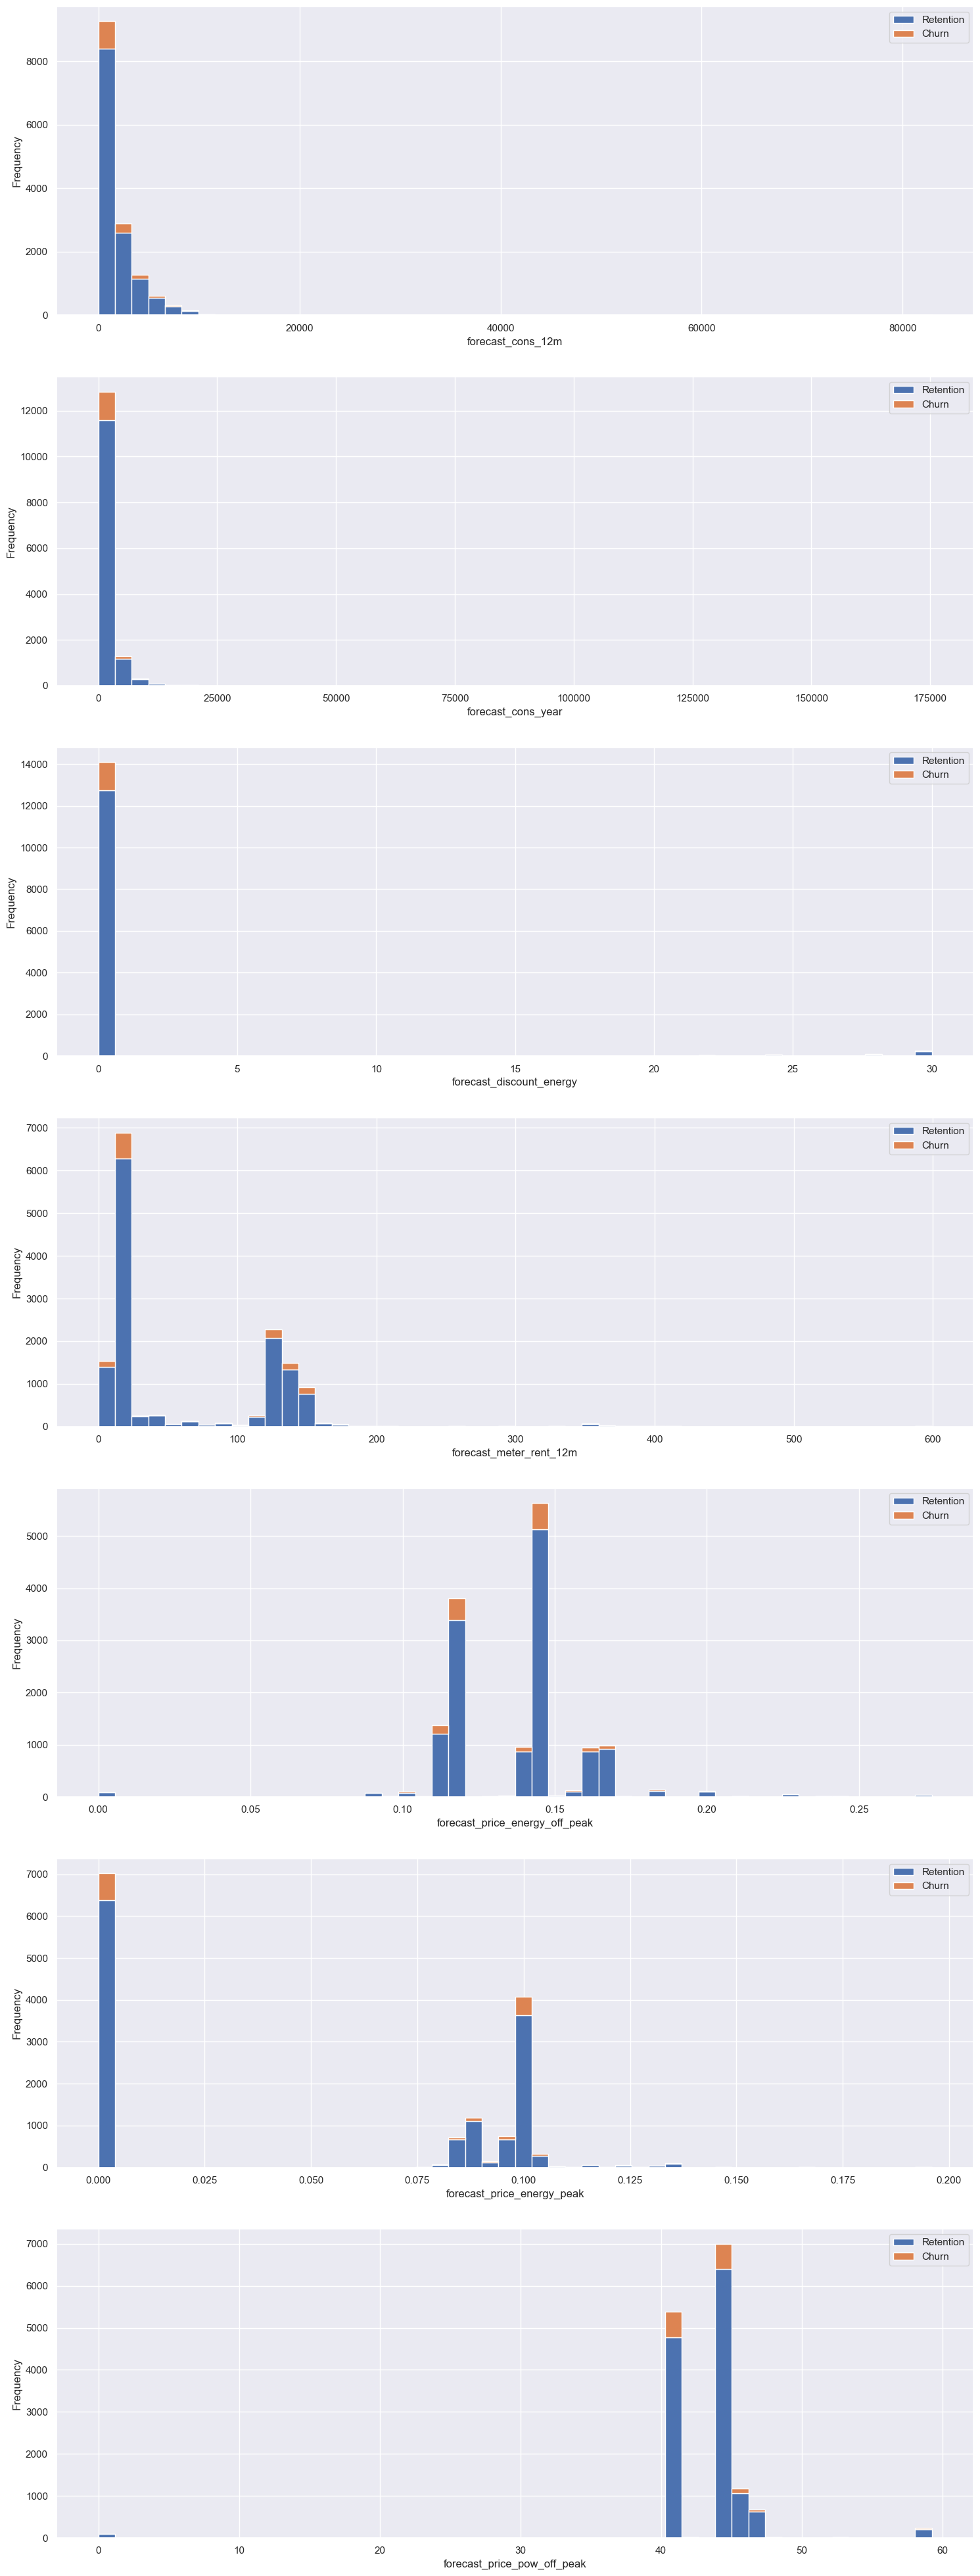 Retention
Churn
8000
6000
4000
2000
0
Frequency
0 20000 40000 60000 80000
forecast_cons_12m
Retention
Churn
12000
10000
8000
6000
4000
2000
0
Frequency
0 25000 50000 75000 100000 125000 150000 175000
forecast_cons_year
Retention
Churn
14000
12000
10000
8000
6000
4000
2000
0
Frequency
0 5 10 15 20 25 30
forecast_discount_energy
Retention
Churn
7000
6000
5000
4000
3000
2000
1000
0
Frequency
0 100 200 300 400 500 600
forecast_meter_rent_12m
Retention
Churn
5000
4000
3000
2000
1000
0
Frequency
0.00 0.05 0.10 0.15 0.20 0.25
forecast_price_energy_off_peak
Retention
Churn
7000
6000
5000
4000
3000
2000
1000
0
Frequency
0.000 0.025 0.050 0.075 0.100 0.125 0.150 0.175 0.200
forecast_price_energy_peak
Retention
Churn
7000
6000
5000
4000
3000
2000
1000
0
Frequency
0 10 20 30 40 50 60
forecast_price_pow_off_peak